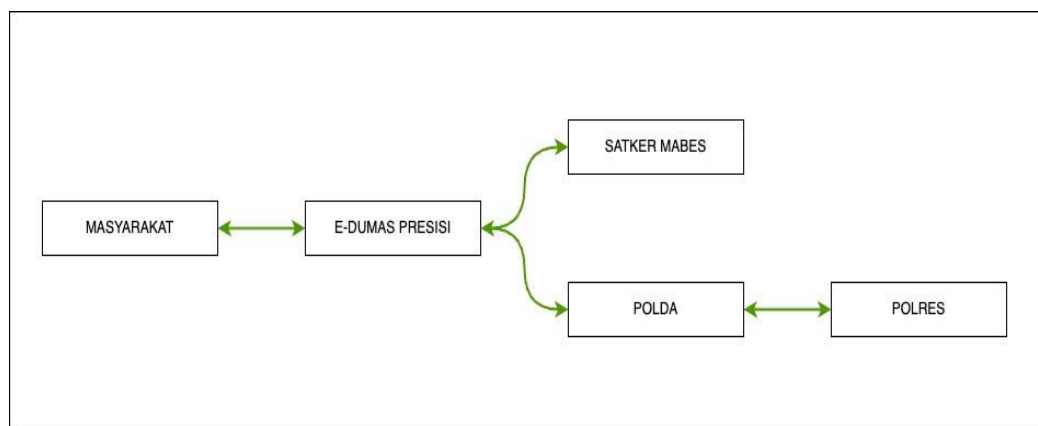 SATKER MABES
MASYARAKAT
E-DUMAS PRESISI
POLDA
POLRES